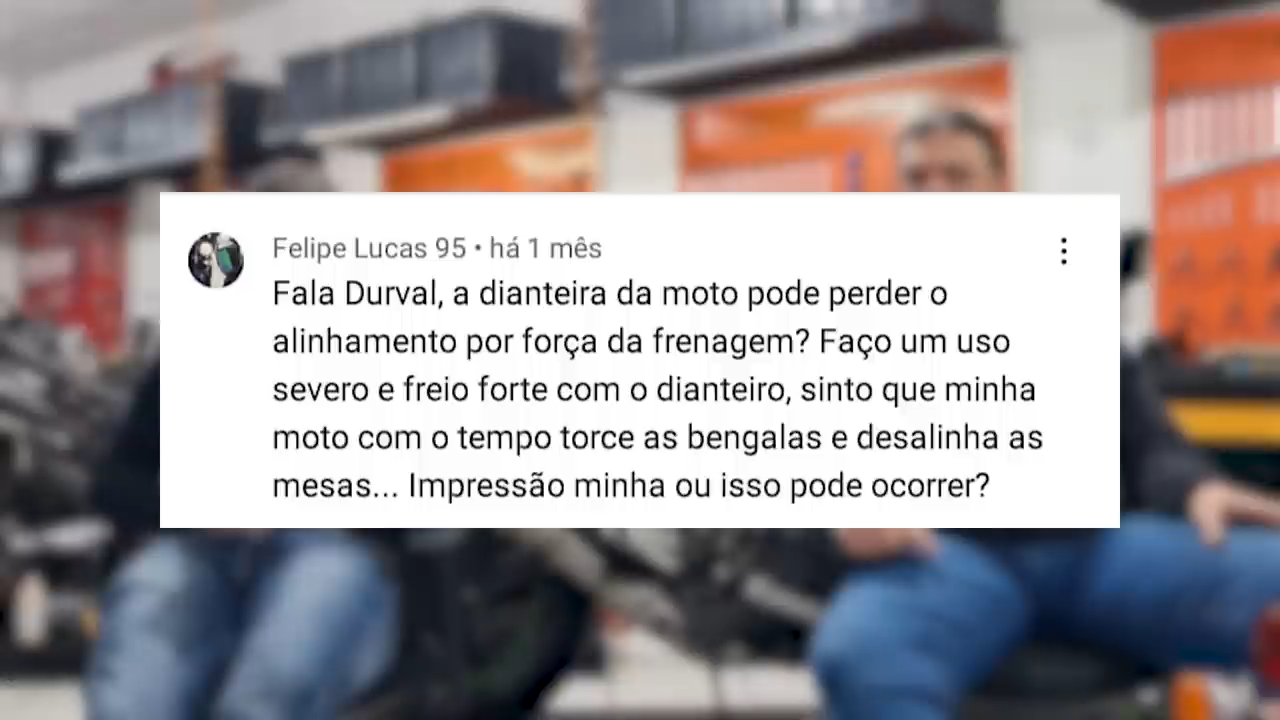 Felipe Lucas 95 • há 1 mês
Fala Durval, a dianteira da moto pode perder o
alinhamento por força da frenagem? Faço um uso
severo e freio forte com o dianteiro, sinto que minha
moto com o tempo torce as bengalas e desalinha as
mesas... Impressão minha ou isso pode ocorrer?